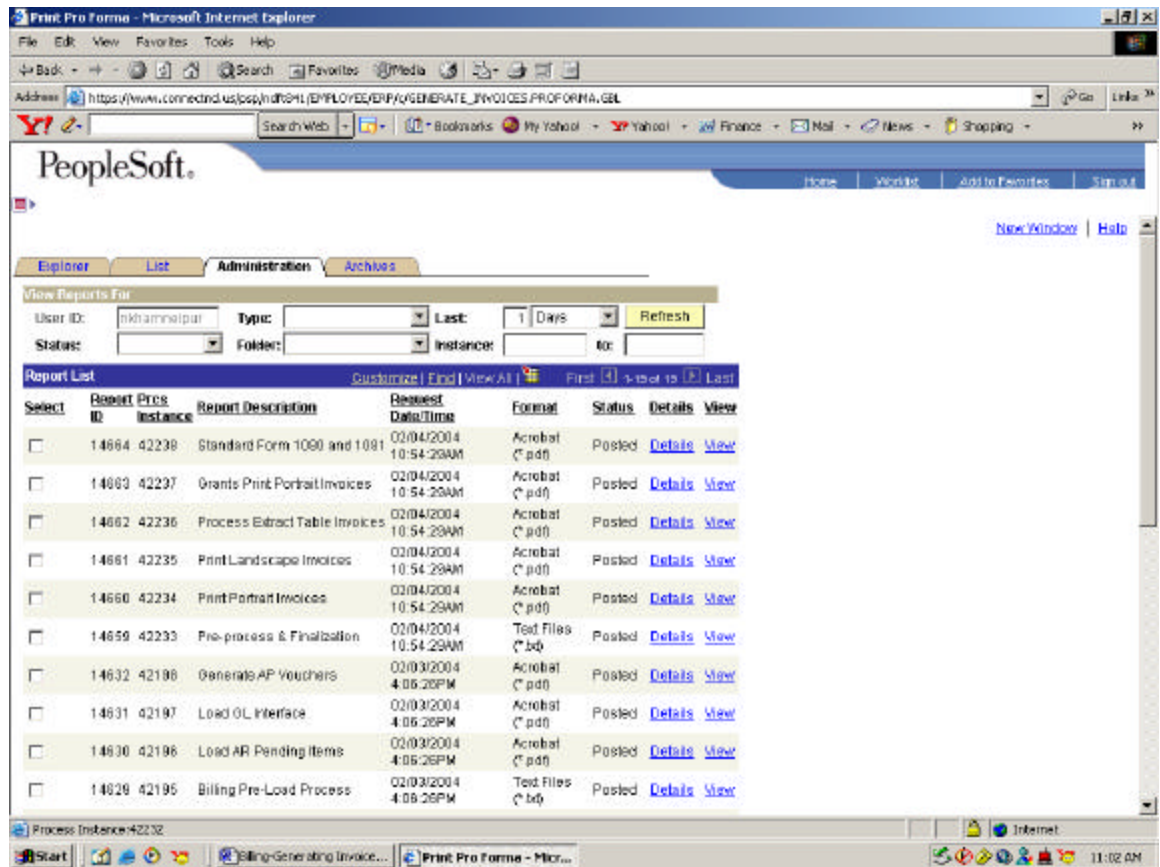 Print Pro Forma - Microsoft Internet Explorer
File Edit View Favorites Tools Help
Back Search Favorites Media
Address https://www.connectnd.us/psp/ndft841/EMPLOYEE/ERP/c/GENERATE_INVOICES.PROFORMA.GBL Go Links
Y! Search Web Bookmarks My Yahoo! Yahoo! Finance Mail News Shopping
PeopleSoft.
Home Worklist Add to Favorites Sign out
New Window | Help
Explorer List Administration Archives
View Reports For
User ID: nkhamneipur Type: Last: 1 Days Refresh
Status: Folder: Instance: to:
Report List Customize | Find | View All | First 1-15 of 15 Last
Select Report ID Prcs Instance Report Description Request Date/Time Format Status Details View
14664 42238 Standard Form 1080 and 1081 02/04/2004 10:54:29AM Acrobat (*.pdf) Posted Details View
14663 42237 Grants Print Portrait Invoices 02/04/2004 10:54:29AM Acrobat (*.pdf) Posted Details View
14662 42236 Process Extract Table Invoices 02/04/2004 10:54:29AM Acrobat (*.pdf) Posted Details View
14661 42235 Print Landscape Invoices 02/04/2004 10:54:29AM Acrobat (*.pdf) Posted Details View
14660 42234 Print Portrait Invoices 02/04/2004 10:54:29AM Acrobat (*.pdf) Posted Details View
14659 42233 Pre-process & Finalization 02/04/2004 10:54:29AM Text Files (*.txt) Posted Details View
14632 42198 Generate AP Vouchers 02/03/2004 4:06:26PM Acrobat (*.pdf) Posted Details View
14631 42197 Load GL Interface 02/03/2004 4:06:26PM Acrobat (*.pdf) Posted Details View
14630 42196 Load AR Pending Items 02/03/2004 4:06:26PM Acrobat (*.pdf) Posted Details View
14629 42195 Billing Pre-Load Process 02/03/2004 4:06:26PM Text Files (*.txt) Posted Details View
Process Instance:42232 Internet
Start Billing-Generating Invoice... Print Pro Forma - Micr... 11:02 AM